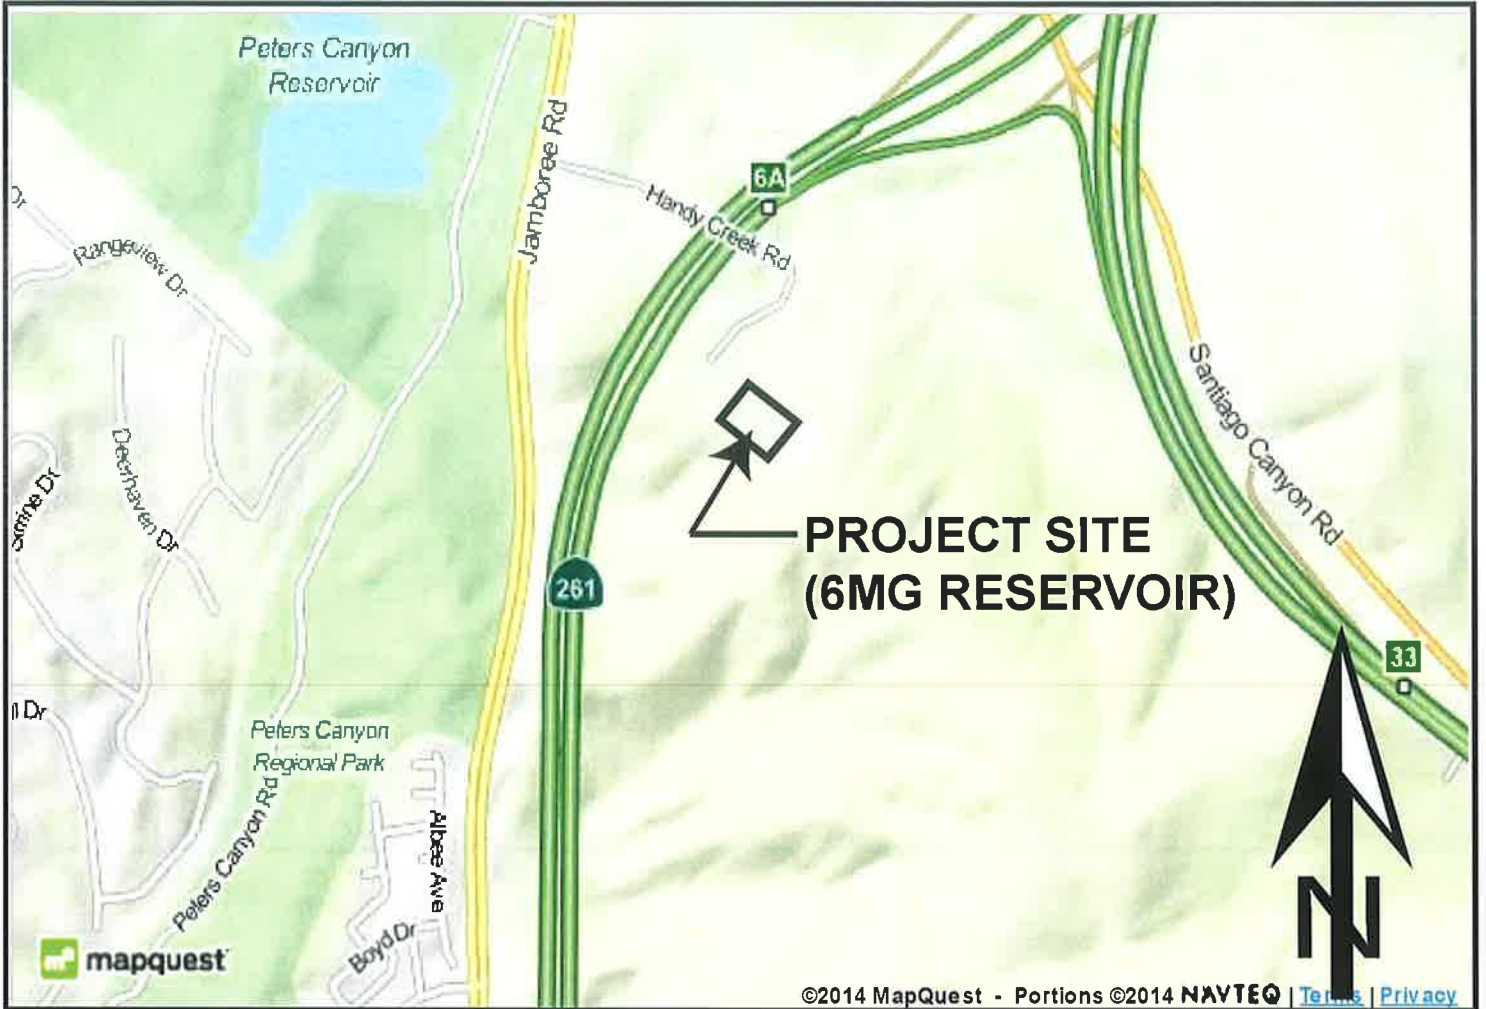 Peters Canyon
Reservoir
Jamboree Rd
6A
Handy Creek Rd
Dr
Rangeview Dr
Santiago Canyon Rd
Deerhaven Dr
PROJECT SITE
(6MG RESERVOIR)
261
33
Dr
Peters Canyon
Regional Park
Peters Canyon Rd
Albee Ave
Boyd Dr
mapquest
N
©2014 MapQuest - Portions ©2014 NAVTEQ | Terms | Privacy